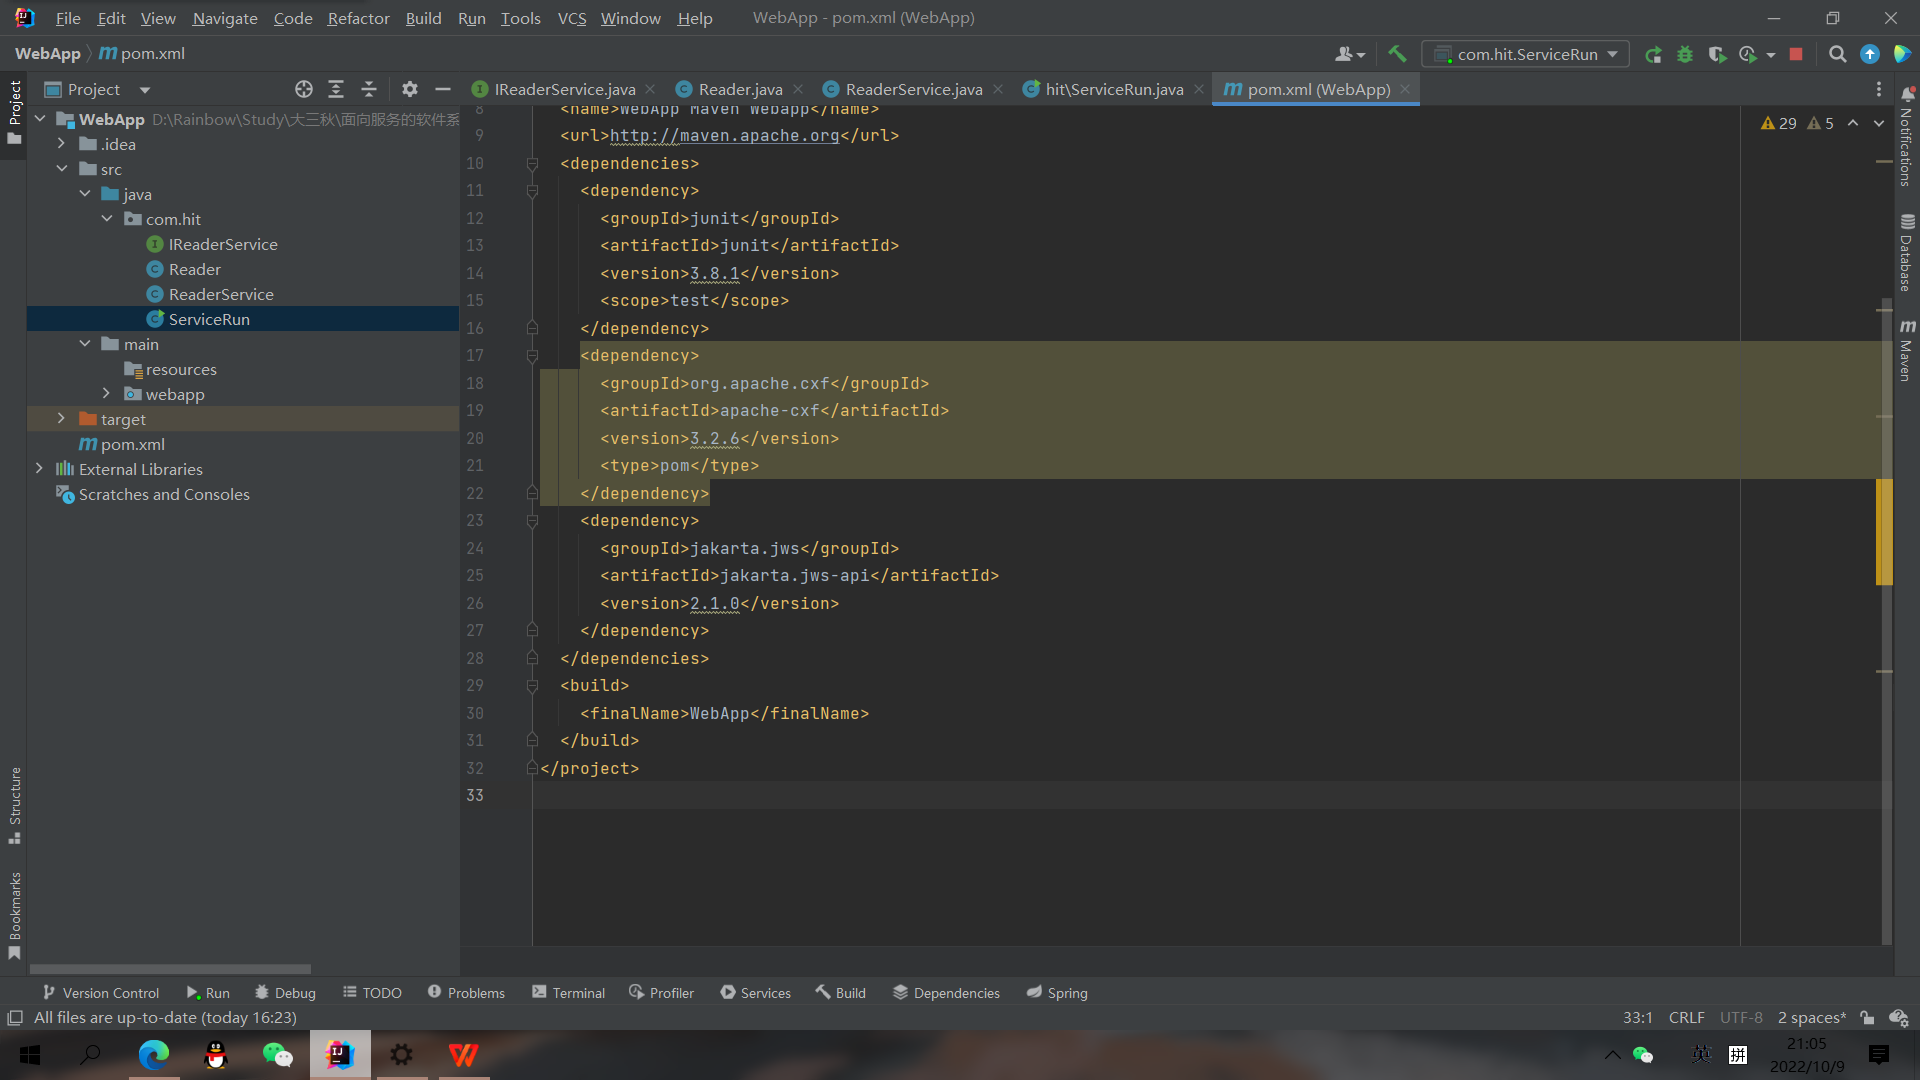 File Edit View Navigate Code Refactor Build Run Tools VCS Window Help WebApp - pom.xml (WebApp)
WebApp pom.xml
com.hit.ServiceRun
Project
IReaderService.java
Reader.java
ReaderService.java
hit\ServiceRun.java
pom.xml (WebApp)
WebApp D:\Rainbow\Study\大三秋\面向服务的软件系
.idea
src
java
com.hit
IReaderService
Reader
ReaderService
ServiceRun
main
resources
webapp
target
pom.xml
External Libraries
Scratches and Consoles
8 <name>WebApp Maven Webapp</name>
9 <url>http://maven.apache.org</url>
10 <dependencies>
11 <dependency>
12 <groupId>junit</groupId>
13 <artifactId>junit</artifactId>
14 <version>3.8.1</version>
15 <scope>test</scope>
16 </dependency>
17 <dependency>
18 <groupId>org.apache.cxf</groupId>
19 <artifactId>apache-cxf</artifactId>
20 <version>3.2.6</version>
21 <type>pom</type>
22 </dependency>
23 <dependency>
24 <groupId>jakarta.jws</groupId>
25 <artifactId>jakarta.jws-api</artifactId>
26 <version>2.1.0</version>
27 </dependency>
28 </dependencies>
29 <build>
30 <finalName>WebApp</finalName>
31 </build>
32 </project>
33
29 5
Project
Structure
Bookmarks
Notifications
Database
Maven
Version Control Run Debug TODO Problems Terminal Profiler Services Build Dependencies Spring
All files are up-to-date (today 16:23)
33:1 CRLF UTF-8 2 spaces*
英 拼
21:05
2022/10/9